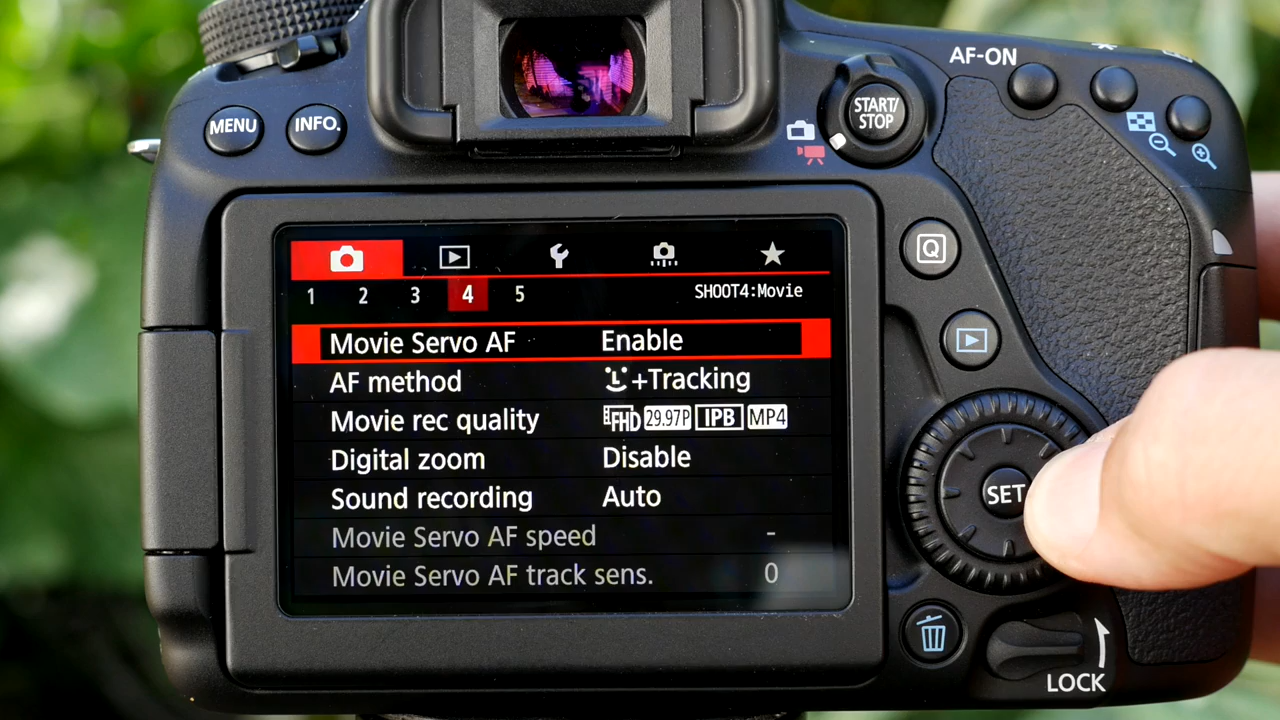 AF-ON
MENU
INFO.
START/
STOP
Q
1 2 3 4 5 SHOOT4:Movie
Movie Servo AF Enable
AF method +Tracking
Movie rec quality FHD 29.97P IPB MP4
Digital zoom Disable
Sound recording Auto
Movie Servo AF speed -
Movie Servo AF track sens. 0
SET
LOCK